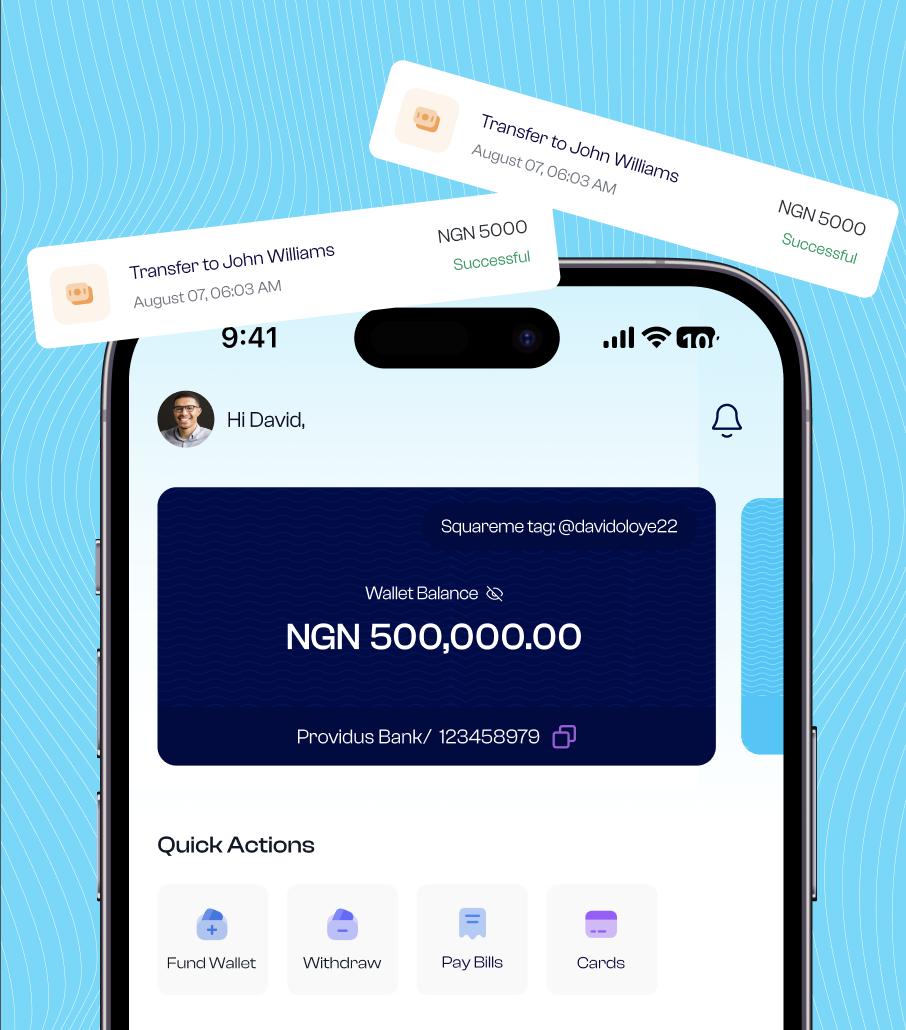 Transfer to John Williams
August 07, 06:03 AM
NGN 5000
Successful
Transfer to John Williams
August 07, 06:03 AM
NGN 5000
Successful
9:41
10
Hi David,
Squareme tag: @davidoloye22
Wallet Balance
NGN 500,000.00
Providus Bank/ 123458979
Quick Actions
Fund Wallet
Withdraw
Pay Bills
Cards